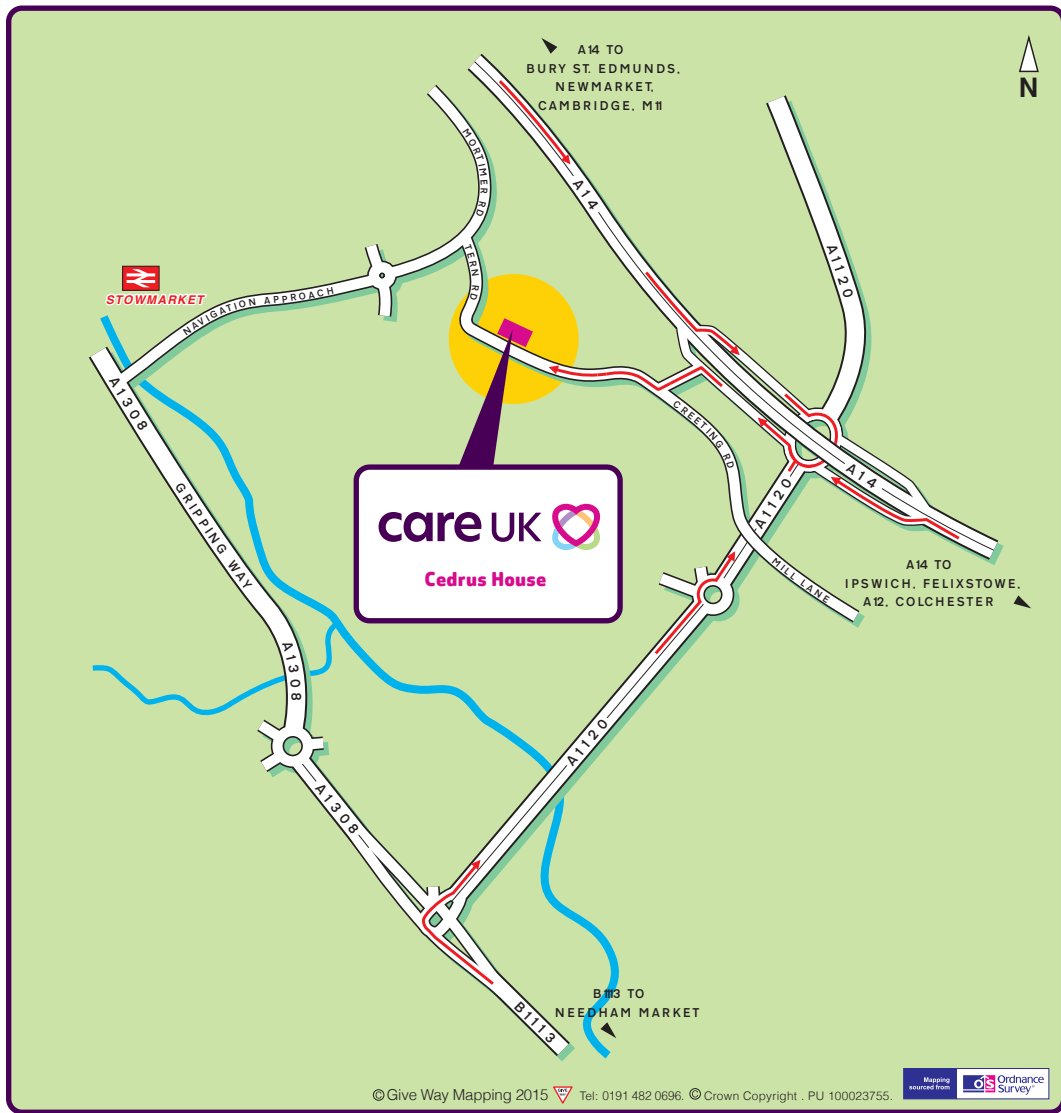 A14 TO
BURY ST. EDMUNDS,
NEWMARKET,
CAMBRIDGE, M11
N
MORTIMER RD
A14
A1120
TERN RD
STOWMARKET
NAVIGATION APPROACH
A1308
GRIPPING WAY
CREETING RD
A14
A1120
care UK
Cedrus House
MILL LANE
A14 TO
IPSWICH, FELIXSTOWE,
A12, COLCHESTER
A1308
A1120
A1308
B1113 TO
NEEDHAM MARKET
B1113
© Give Way Mapping 2015 GIVE WAY Tel: 0191 482 0696. © Crown Copyright . PU 100023755.
Mapping
sourced from
OS Ordnance
Survey®